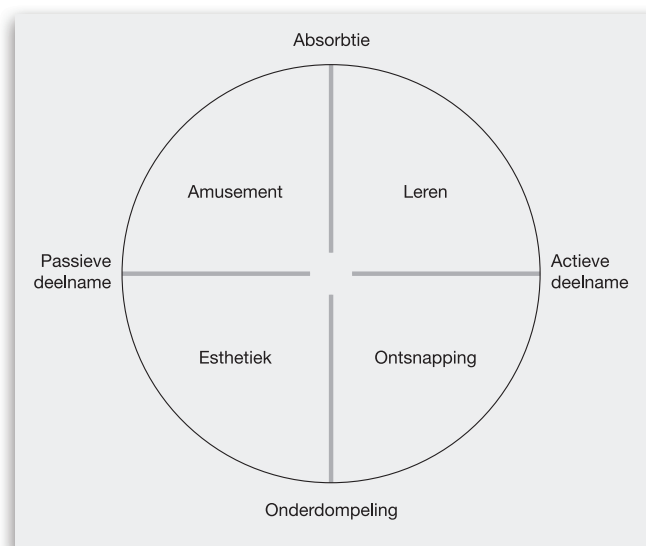 Absorbtie
Amusement
Leren
Passieve
deelname
Actieve
deelname
Esthetiek
Ontsnapping
Onderdompeling